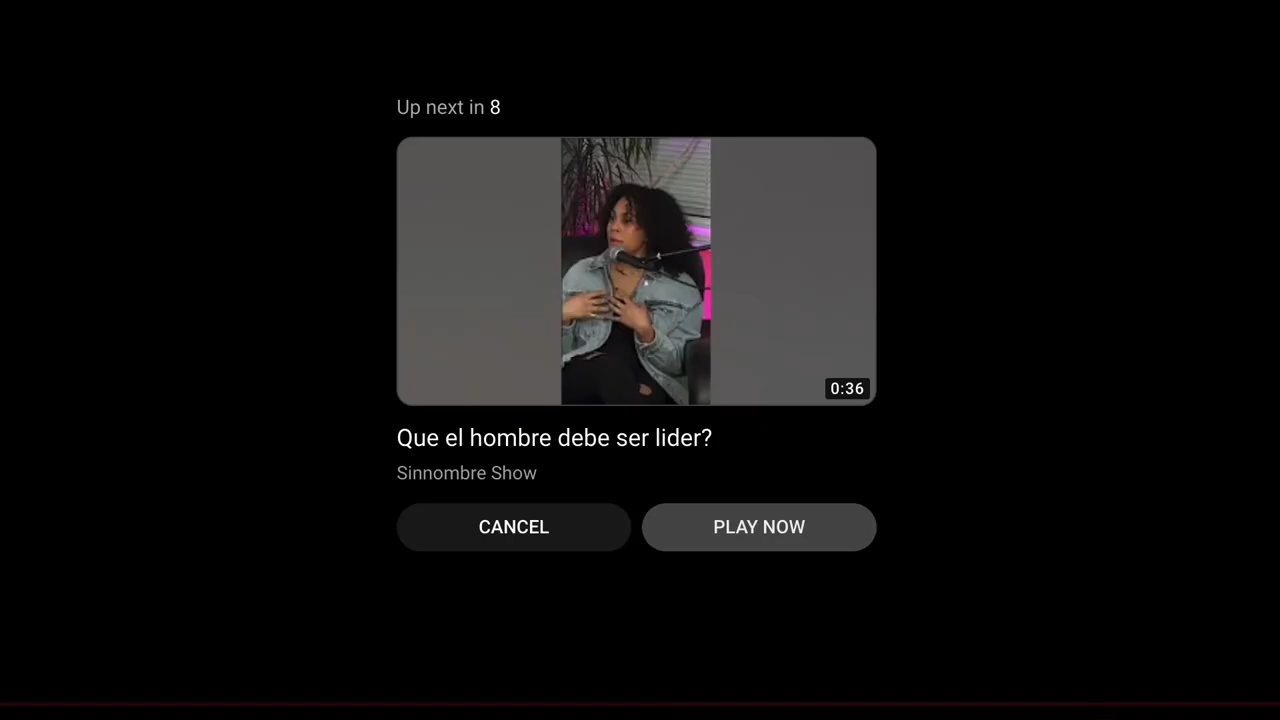 Up next in 8
0:36
Que el hombre debe ser lider?
Sinnombre Show
CANCEL
PLAY NOW